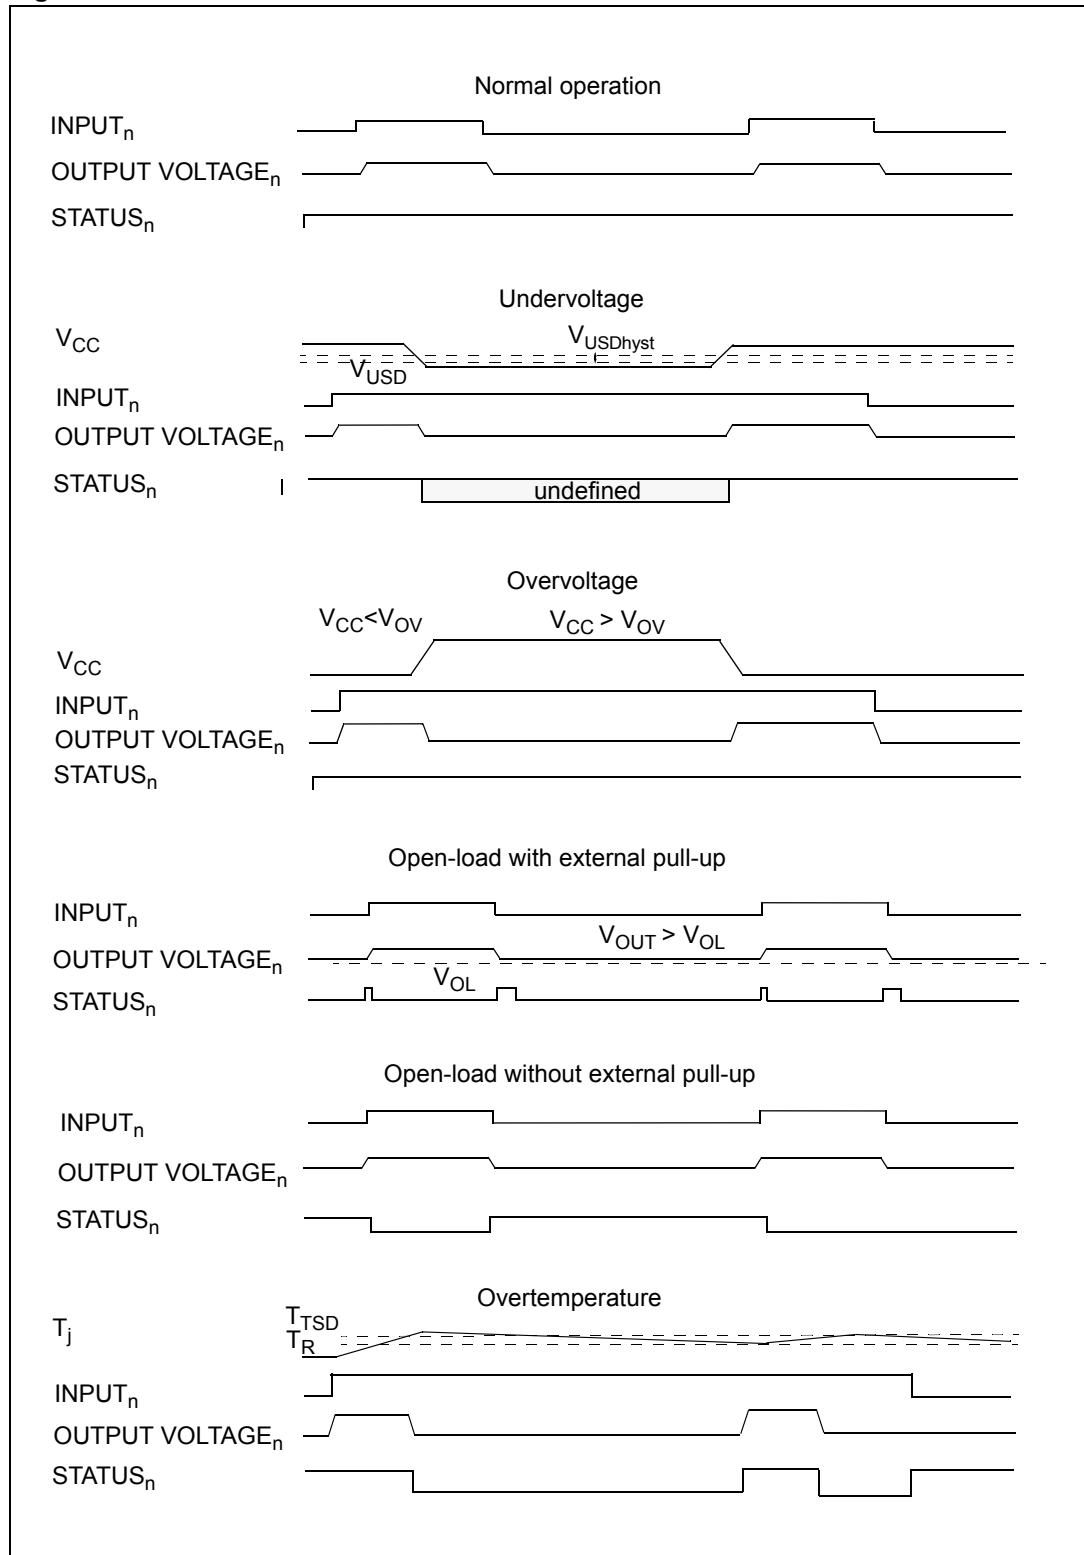 Normal operation
INPUTn
OUTPUT VOLTAGEn
STATUSn
Undervoltage
VCC
VUSDhyst
VUSD
INPUTn
OUTPUT VOLTAGEn
STATUSn
undefined
Overvoltage
VCC<VOV VCC > VOV
VCC
INPUTn
OUTPUT VOLTAGEn
STATUSn
Open-load with external pull-up
INPUTn
VOUT > VOL
OUTPUT VOLTAGEn
VOL
STATUSn
Open-load without external pull-up
INPUTn
OUTPUT VOLTAGEn
STATUSn
Overtemperature
TTSD
Tj
TR
INPUTn
OUTPUT VOLTAGEn
STATUSn